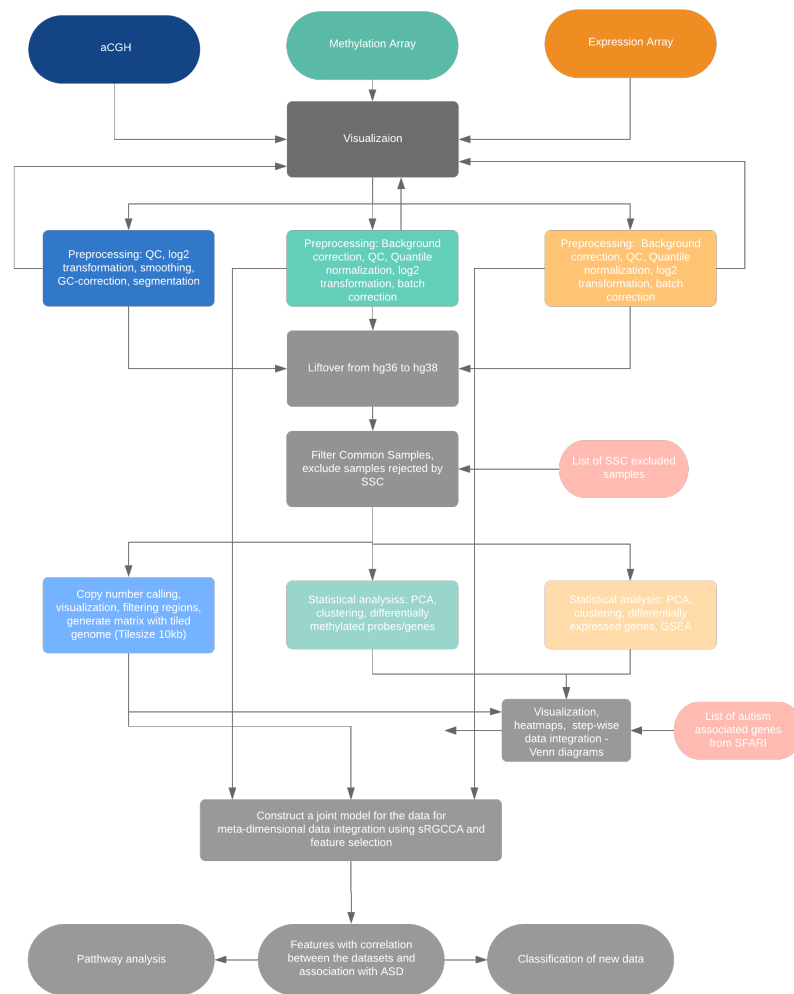 aCGH
Methylation Array
Expression Array
Visualizaion
Preprocessing: QC, log2
transformation, smoothing,
GC-correction, segmentation
Preprocessing: Background
correction, QC, Quantile
normalization, log2
transformation, batch
correction
Preprocessing: Background
correction, QC, Quantile
normalization, log2
transformation, batch
correction
Liftover from hg36 to hg38
Filter Common Samples,
exclude samples rejected by
SSC
List of SSC excluded
samples
Copy number calling,
visualization, filtering regions,
generate matrix with tiled
genome (Tilesize 10kb)
Statistical analysiss: PCA,
clustering, differentially
methylated probes/genes
Statistical analysis: PCA,
clustering, differentially
expressed genes, GSEA
Visualization,
heatmaps, step-wise
data integration -
Venn diagrams
List of autism
associated genes
from SFARI
Construct a joint model for the data for
meta-dimensional data integration using sRGCCA and
feature selection
Patthway analysis
Features with correlation
between the datasets and
association with ASD
Classification of new data